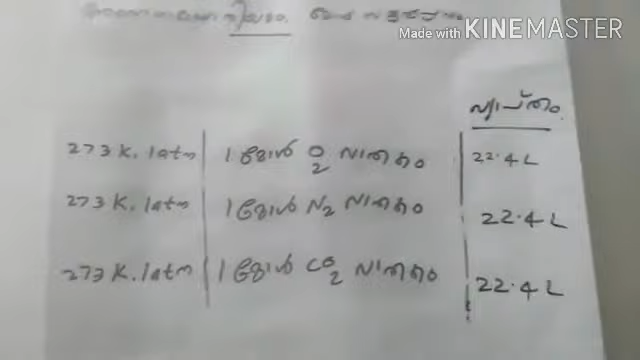 Made with KINEMASTER
വ്യാപ്തം.
273 K. 1atm 1 മോൾ O2 വാതകം 22.4 L
273 K. 1atm 1 മോൾ N2 വാതകം 22.4 L
273 K. 1atm 1 മോൾ CO2 വാതകം 22.4 L